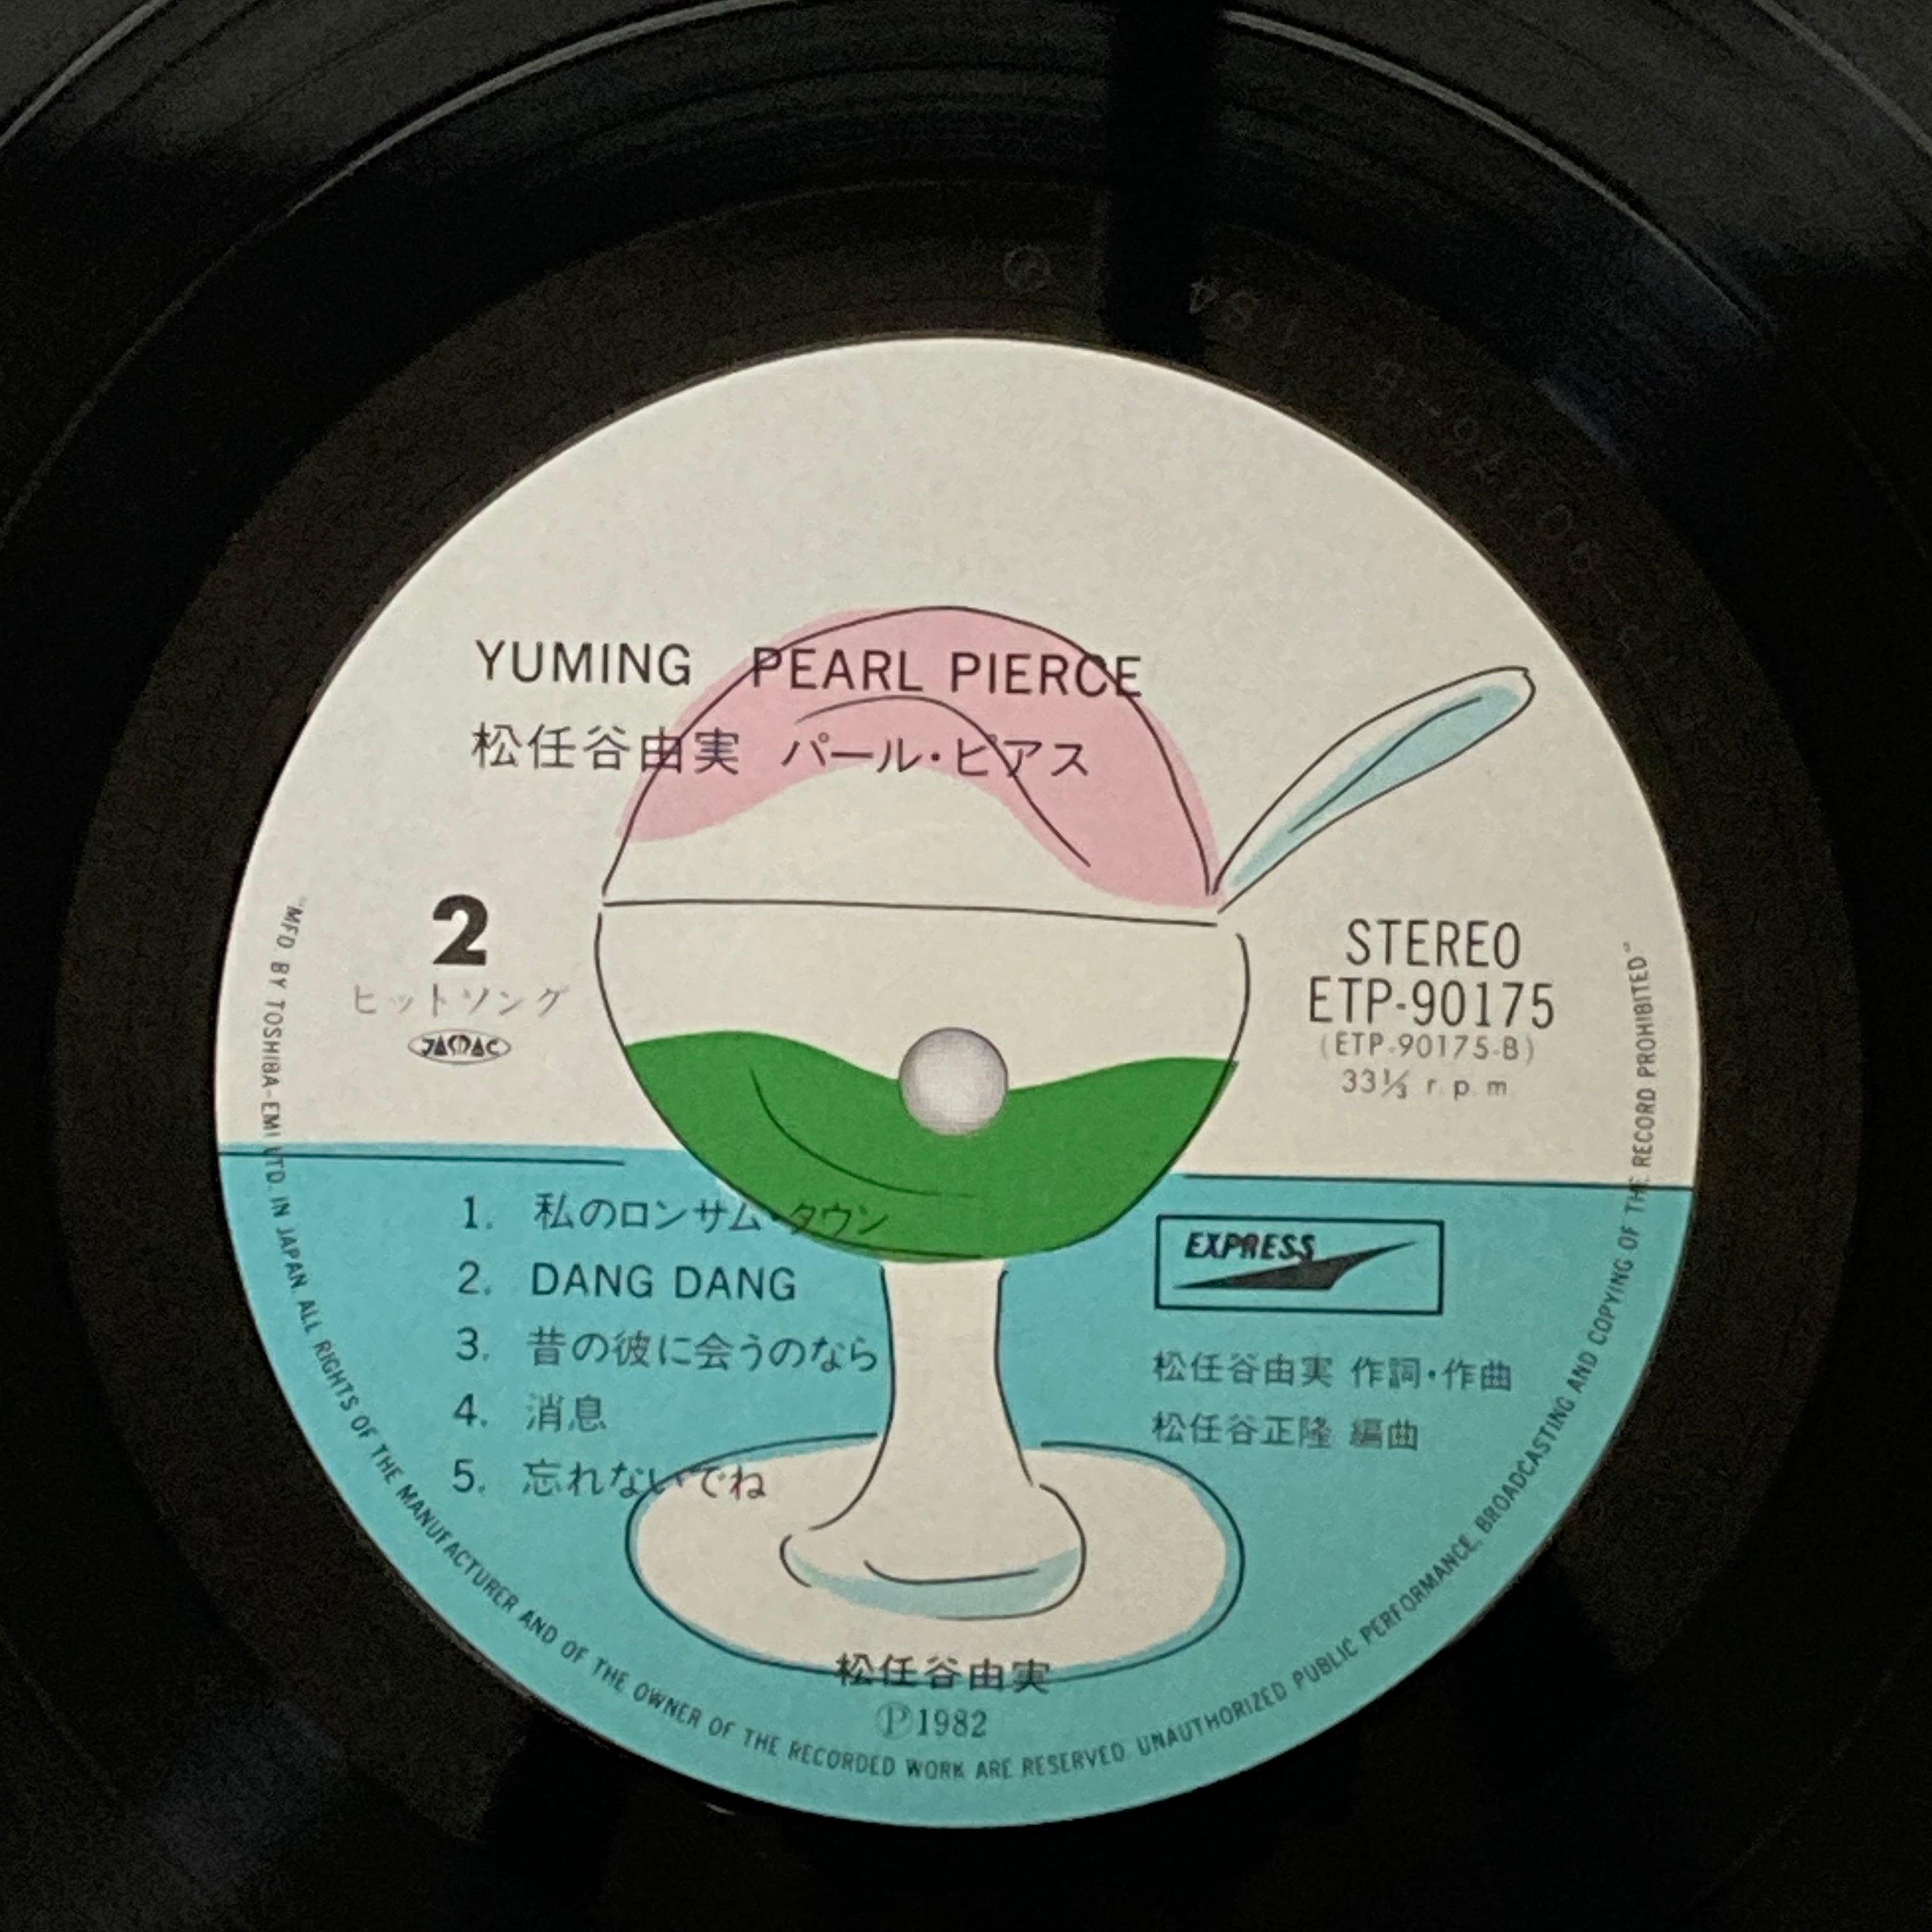 YUMING PEARL PIERCE
松任谷由実 パール・ピアス
2
ヒットソング
JASRAC
STEREO
ETP-90175
(ETP-90175-B)
33⅓ r.p.m
1. 私のロンサム・タウン
2. DANG DANG
3. 昔の彼に会うのなら
4. 消息
5. 忘れないでね
EXPRESS
松任谷由実 作詞・作曲
松任谷正隆 編曲
松任谷由実
Ⓟ1982
"MFD BY TOSHIBA-EMI LTD. IN JAPAN. ALL RIGHTS OF THE MANUFACTURER AND OF THE OWNER OF THE RECORDED WORK ARE RESERVED. UNAUTHORIZED PUBLIC PERFORMANCE, BROADCASTING AND COPYING OF THE RECORD PROHIBITED"